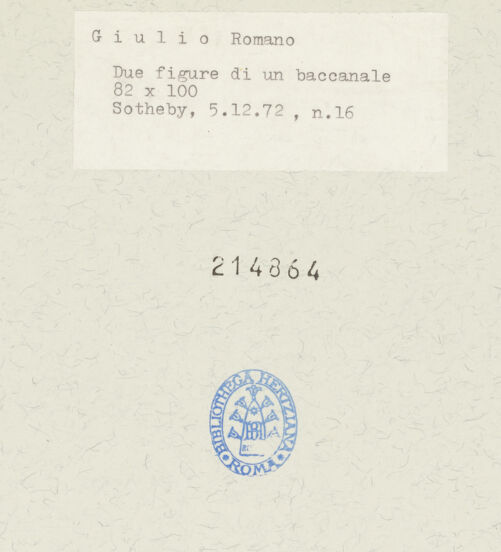 G i u l i o Romano
Due figure di un baccanale
82 x 100
Sotheby, 5.12.72 , n.16
214864
BIBLIOTHECA HERTZIANA
ROMA